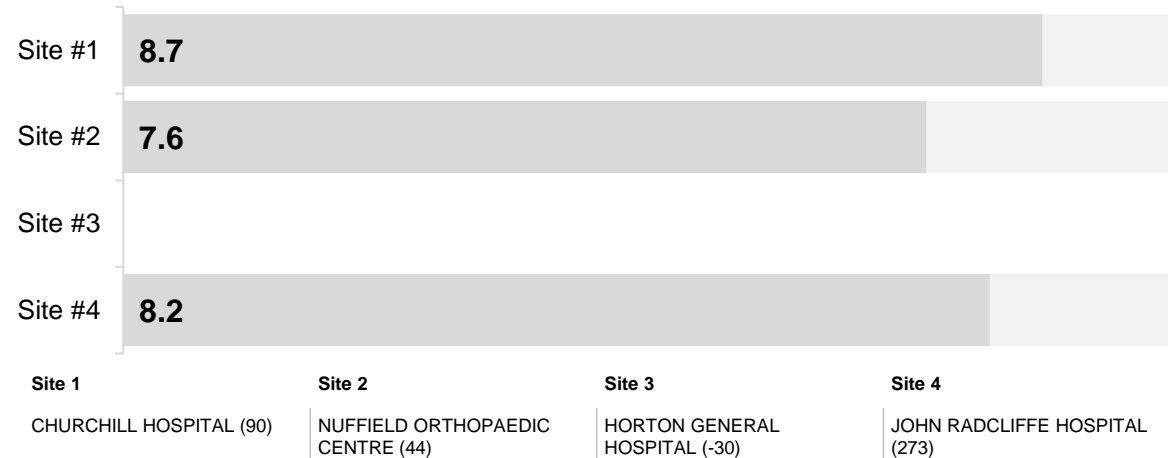 Site #1 8.7
Site #2 7.6
Site #3
Site #4 8.2
Site 1 Site 2 Site 3 Site 4
CHURCHILL HOSPITAL (90)
NUFFIELD ORTHOPAEDIC
CENTRE (44)
HORTON GENERAL
HOSPITAL (-30)
JOHN RADCLIFFE HOSPITAL
(273)